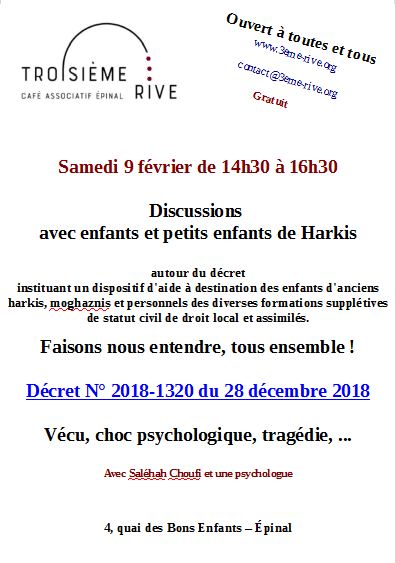 TROISIÈME
RIVE
CAFÉ ASSOCIATIF ÉPINAL
Ouvert à toutes et tous
www.3eme-rive.org
contact@3eme-rive.org
Gratuit
Samedi 9 février de 14h30 à 16h30
Discussions
avec enfants et petits enfants de Harkis
autour du décret
instituant un dispositif d'aide à destination des enfants d'anciens
harkis, moghaznis et personnels des diverses formations supplétives
de statut civil de droit local et assimilés.
Faisons nous entendre, tous ensemble !
Décret N° 2018-1320 du 28 décembre 2018
Vécu, choc psychologique, tragédie, ...
Avec Saléhah Choufi et une psychologue
4, quai des Bons Enfants – Épinal